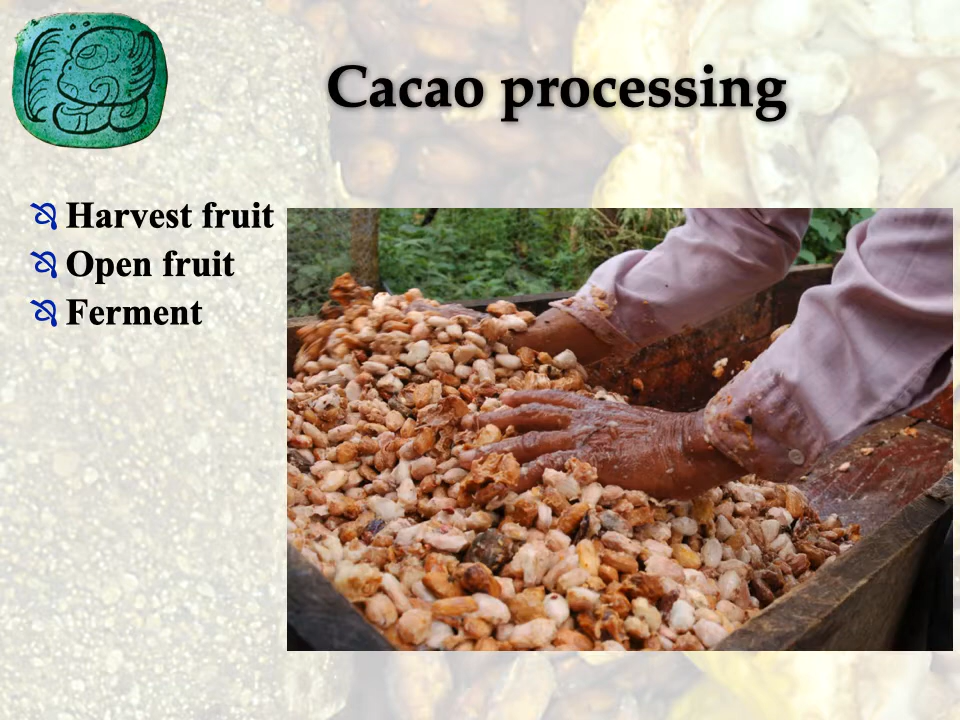 Cacao processing
Harvest fruit
Open fruit
Ferment